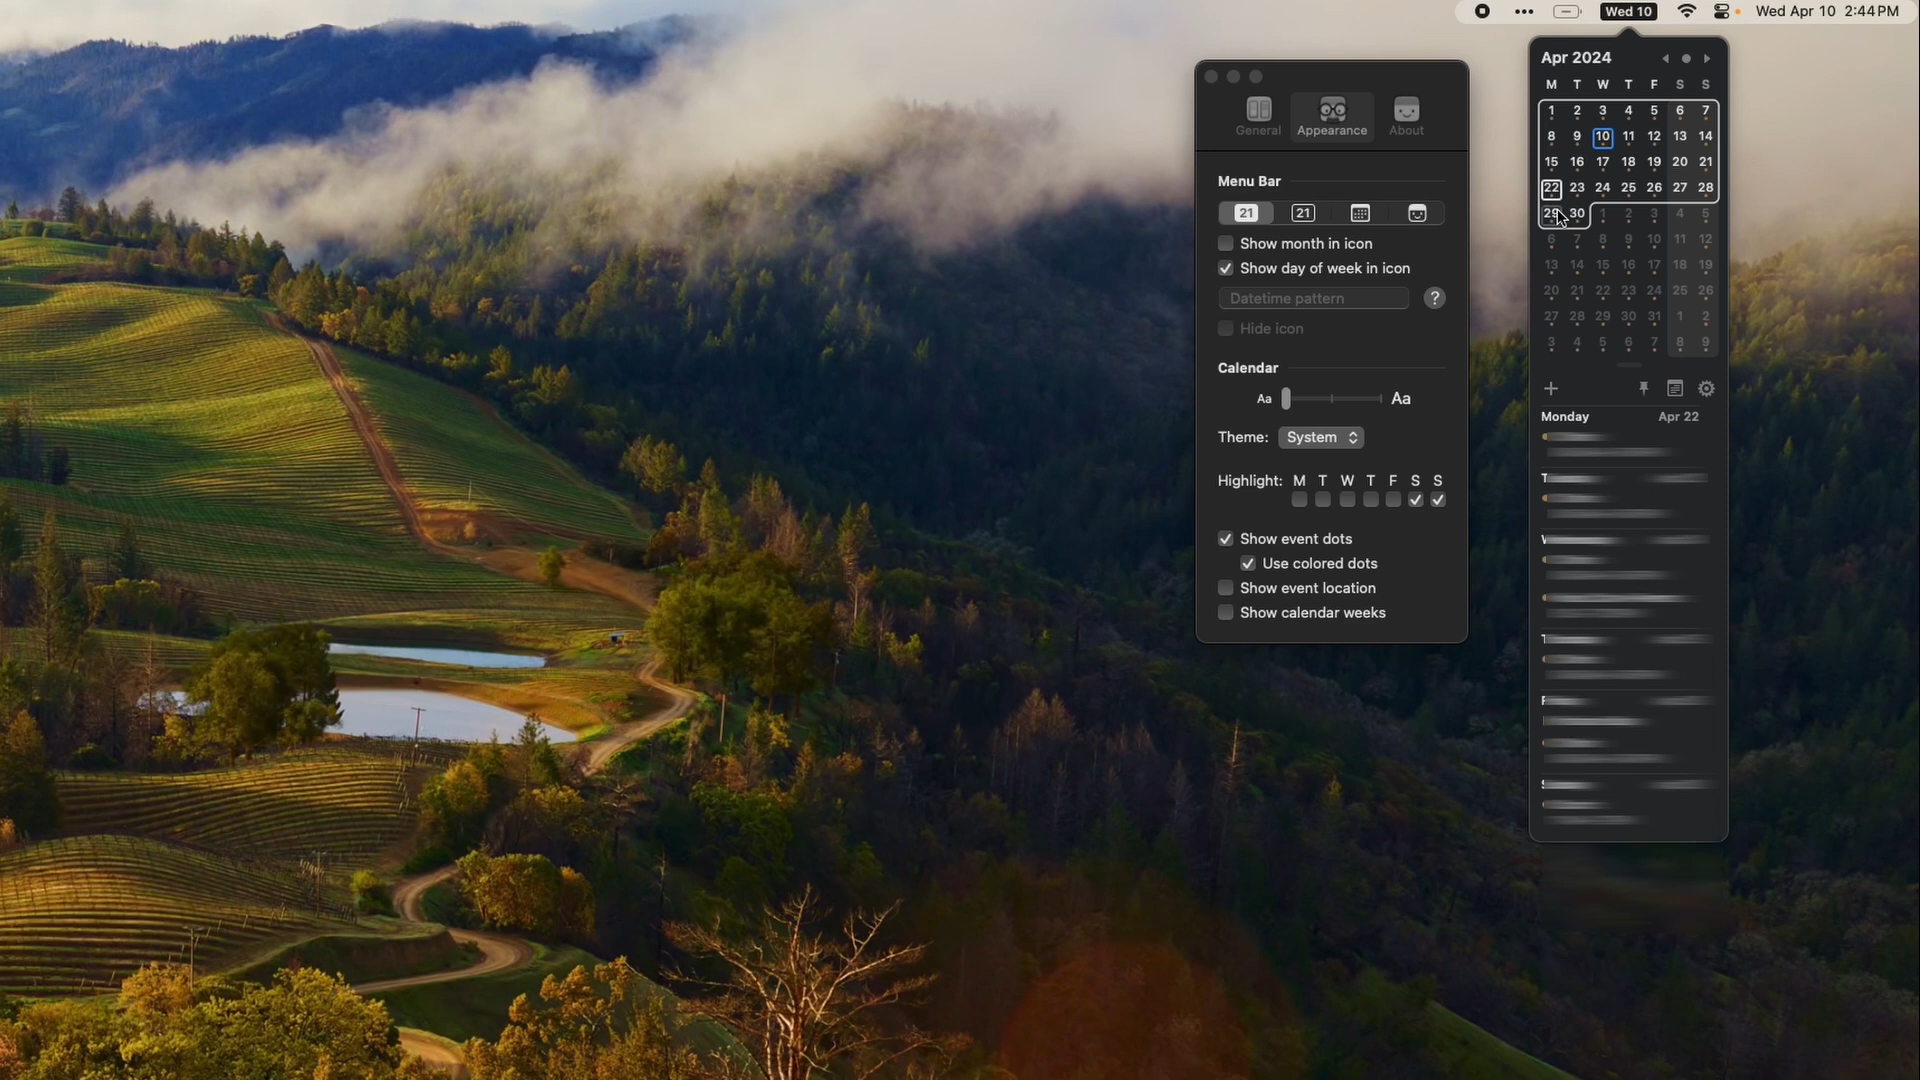 Wed 10
Wed Apr 10 2:44PM
General
Appearance
About
Menu Bar
21
21
Show month in icon
Show day of week in icon
Datetime pattern
?
Hide icon
Calendar
Aa
Aa
Theme: System
Highlight: M T W T F S S
Show event dots
Use colored dots
Show event location
Show calendar weeks
Apr 2024
M T W T F S S
1 2 3 4 5 6 7
8 9 10 11 12 13 14
15 16 17 18 19 20 21
22 23 24 25 26 27 28
29 30 1 2 3 4 5
6 7 8 9 10 11 12
13 14 15 16 17 18 19
20 21 22 23 24 25 26
27 28 29 30 31 1 2
3 4 5 6 7 8 9
Monday Apr 22